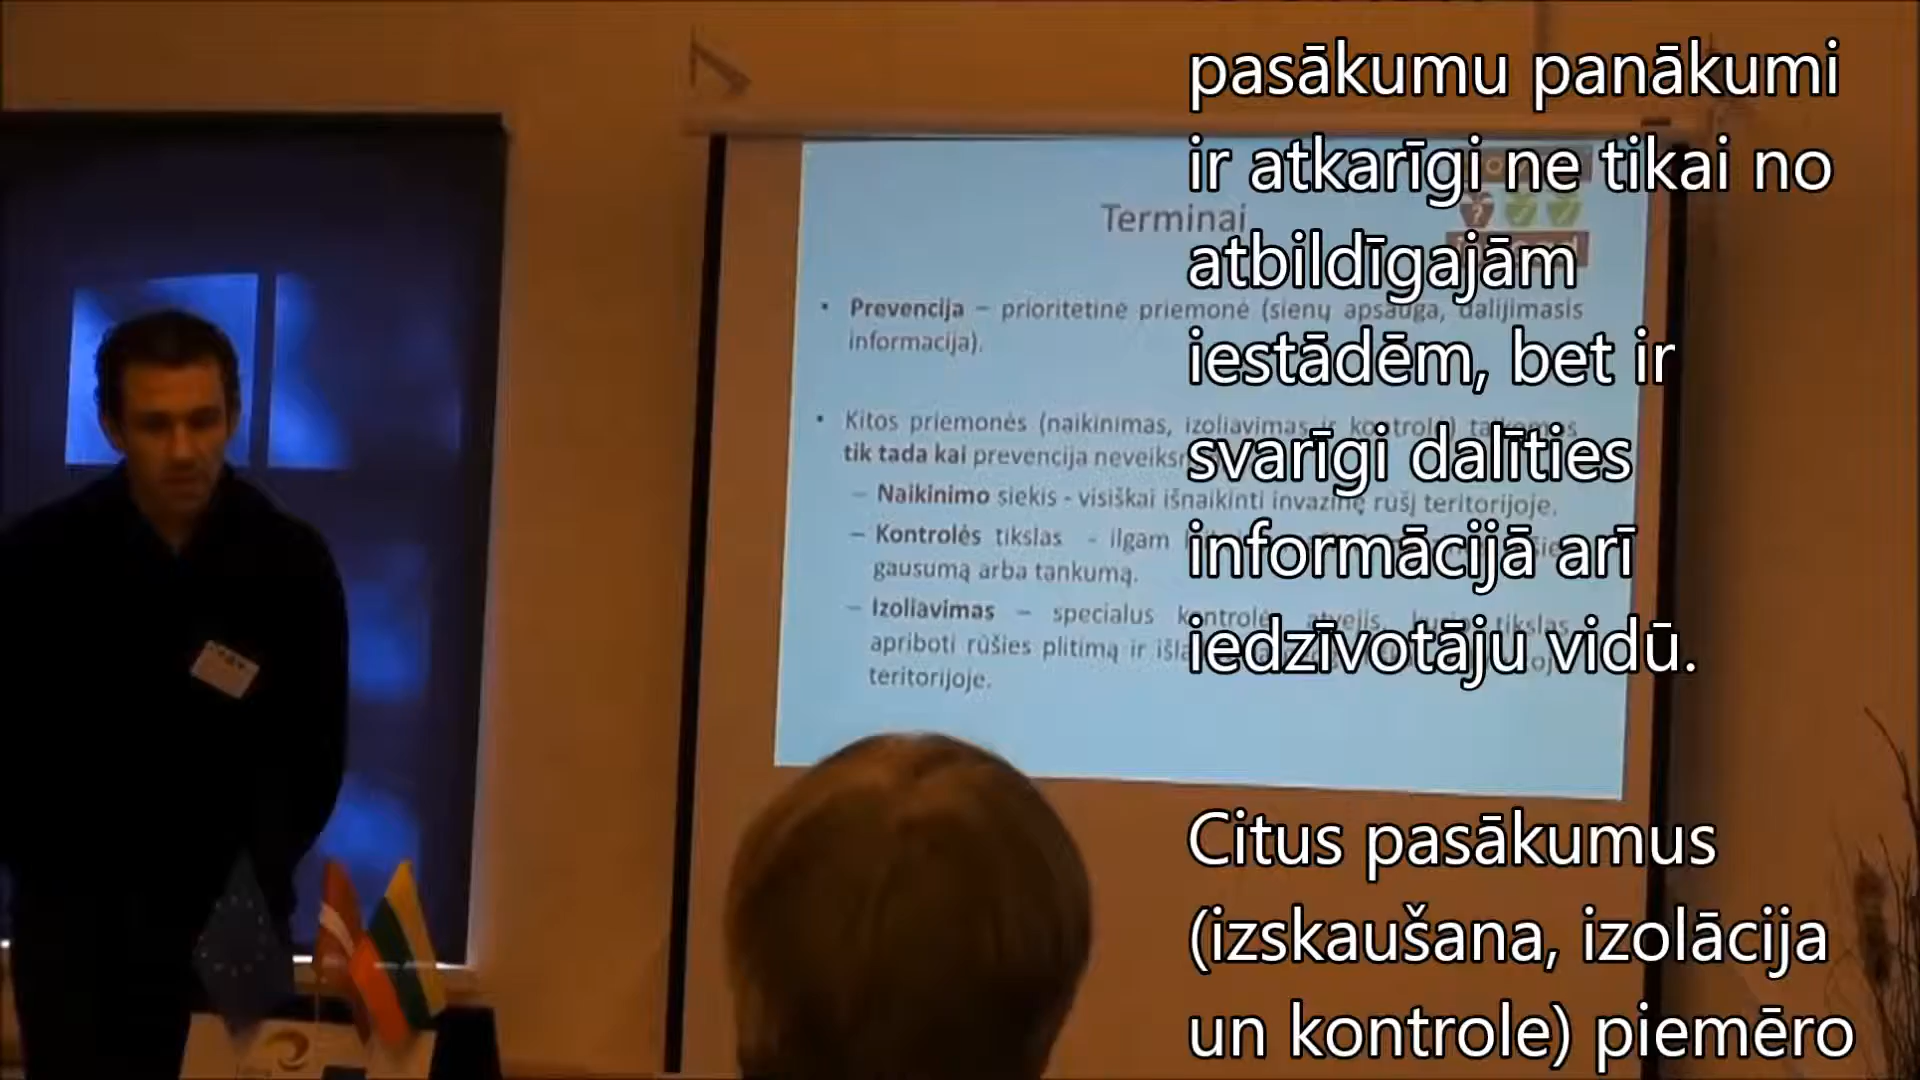 Terminai
• Prevencija – prioritetinė priemonė (sienų apsauga, dalijimasis
informacija).
• Kitos priemonės (naikinimas, izoliavimas ir kontrolė) taikomos
tik tada kai prevencija
– Naikinimo siekis - visiškai išnaikinti invazinę rūšį teritorijoje.
– Kontrolės tikslas - ilgam
gausumą arba tankumą.
– Izoliavimas – specialus kontrolės atvejis, kurio tikslas
apriboti rūšies plitimą ir
teritorijoje.
pasākumu panākumi
ir atkarīgi ne tikai no
atbildīgajām
iestādēm, bet ir
svarīgi dalīties
informācijā arī
iedzīvotāju vidū.
Citus pasākumus
(izskaušana, izolācija
un kontrole) piemēro